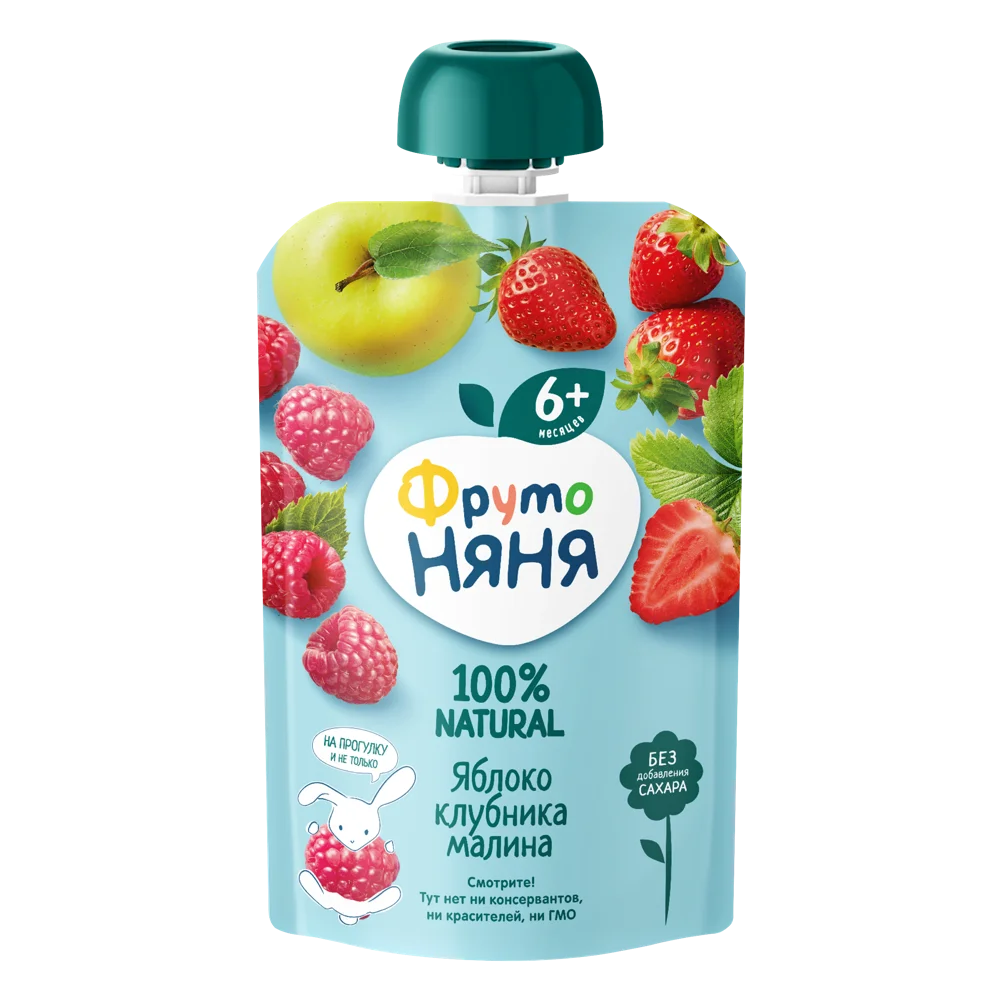 6+
месяцев
Фруто
НЯНЯ
100%
NATURAL
НА ПРОГУЛКУ
И НЕ ТОЛЬКО
Яблоко
клубника
малина
БЕЗ
добавления
САХАРА
Смотрите!
Тут нет ни консервантов,
ни красителей, ни ГМО